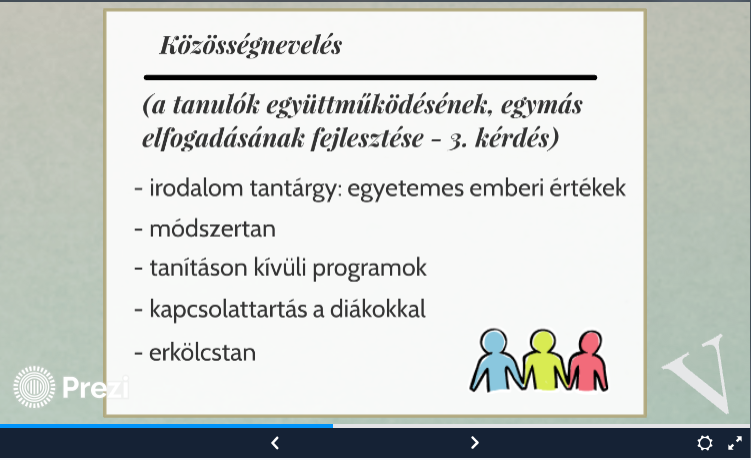 Közösségnevelés
(a tanulók együttműködésének, egymás
elfogadásának fejlesztése - 3. kérdés)
- irodalom tantárgy: egyetemes emberi értékek
- módszertan
- tanításon kívüli programok
- kapcsolattartás a diákokkal
- erkölcstan
Prezi
V